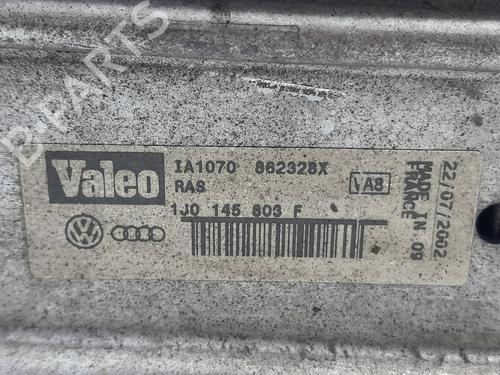 B-PARTS
Valeo
IA1070 862328X
RAS
VA8
1J0 145 803 F
MADE IN 09
FRANCE
22/07/2002